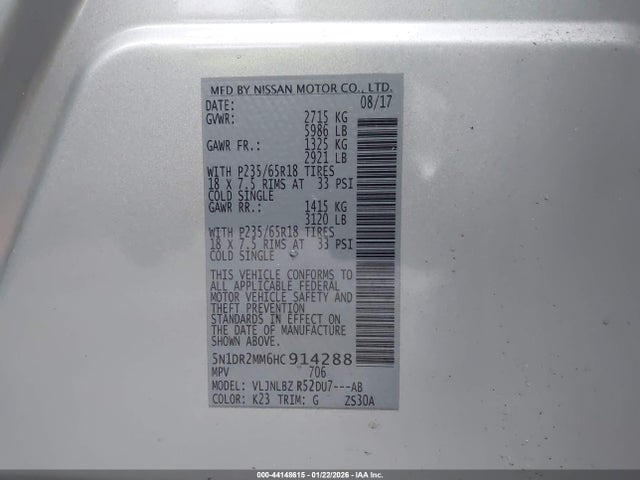 MFD BY NISSAN MOTOR CO., LTD.
DATE: 08/17
GVWR: 2715 KG
5986 LB
GAWR FR.: 1325 KG
2921 LB
WITH P235/65R18 TIRES
18 X 7.5 RIMS AT 33 PSI
COLD SINGLE
GAWR RR.: 1415 KG
3120 LB
WITH P235/65R18 TIRES
18 X 7.5 RIMS AT 33 PSI
COLD SINGLE
THIS VEHICLE CONFORMS TO
ALL APPLICABLE FEDERAL
MOTOR VEHICLE SAFETY AND
THEFT PREVENTION
STANDARDS IN EFFECT ON
THE DATE OF MANUFACTURE
SHOWN ABOVE.
5N1DR2MM6HC914288
MPV 706
MODEL: VLJNLBZ R52DU7---AB
COLOR: K23 TRIM: G ZS30A
000-44148615 - 01/22/2026 - IAA Inc.